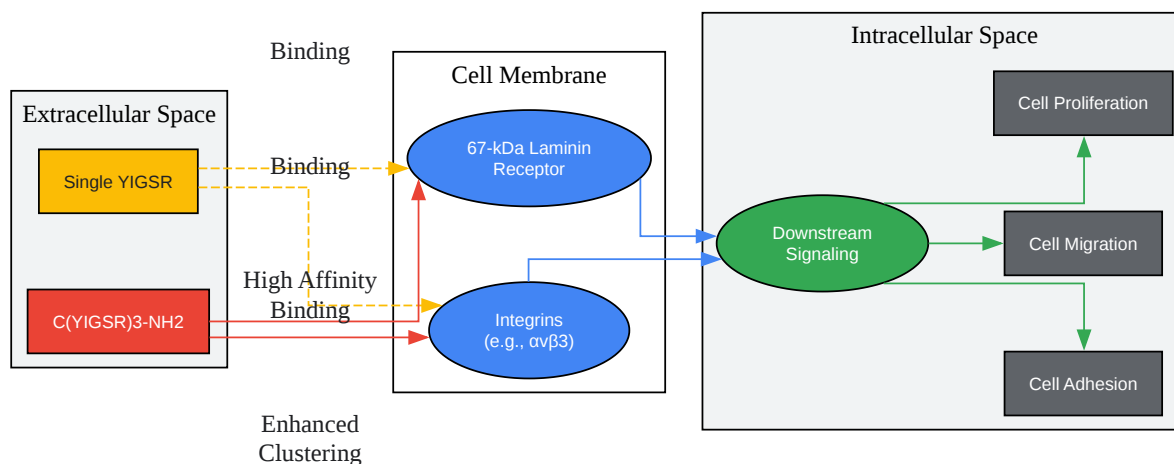 Extracellular Space
Single YIGSR
C(YIGSR)3-NH2
Binding
Binding
High Affinity
Binding
Enhanced
Clustering
Cell Membrane
67-kDa Laminin
Receptor
Integrins
(e.g., αvβ3)
Intracellular Space
Downstream
Signaling
Cell Proliferation
Cell Migration
Cell Adhesion